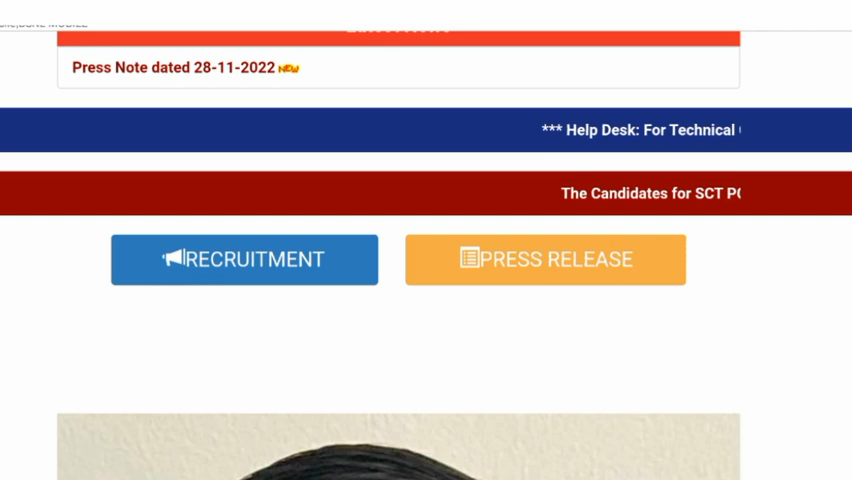 Press Note dated 28-11-2022 NEW
*** Help Desk: For Technical
The Candidates for SCT
RECRUITMENT
PRESS RELEASE